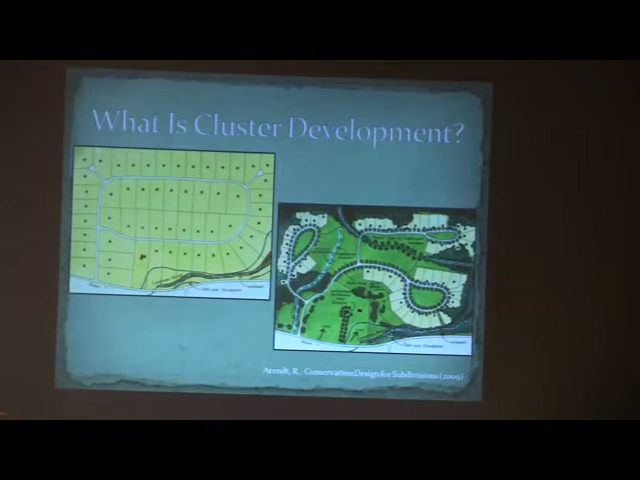 What Is Cluster Development?
Arendt, R., Conservation Design for Subdivisions (2009)